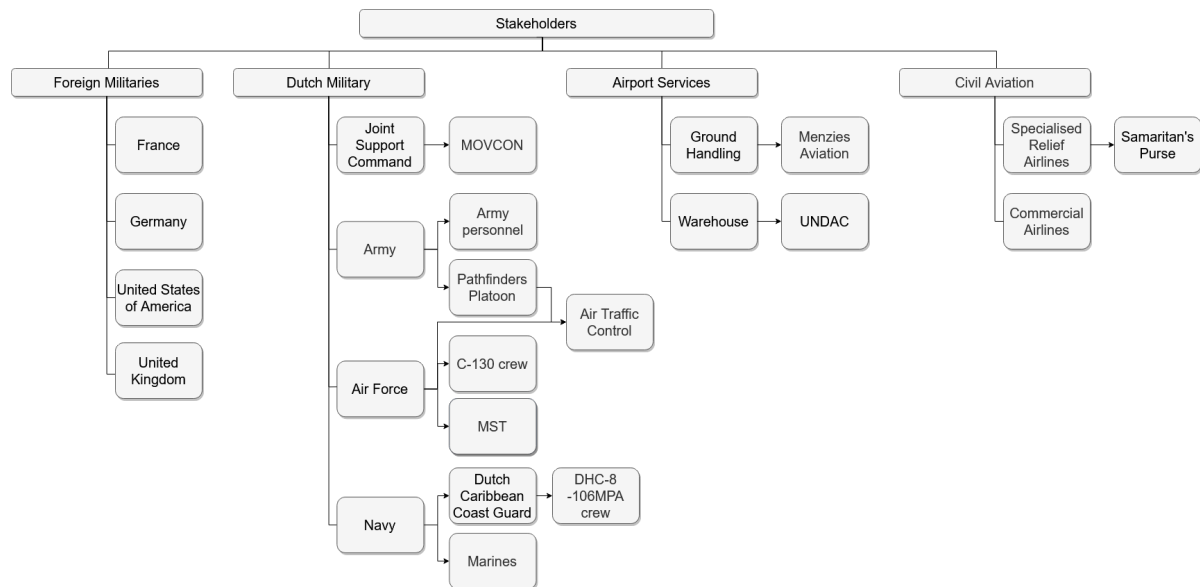 Stakeholders
Foreign Militaries
Dutch Military
Airport Services
Civil Aviation
France
Germany
United States
of America
United
Kingdom
Joint
Support
Command
MOVCON
Army
Army
personnel
Pathfinders
Platoon
Air Traffic
Control
Air Force
C-130 crew
MST
Navy
Dutch
Caribbean
Coast Guard
DHC-8
-106MPA
crew
Marines
Ground
Handling
Menzies
Aviation
Warehouse
UNDAC
Specialised
Relief
Airlines
Samaritan's
Purse
Commercial
Airlines